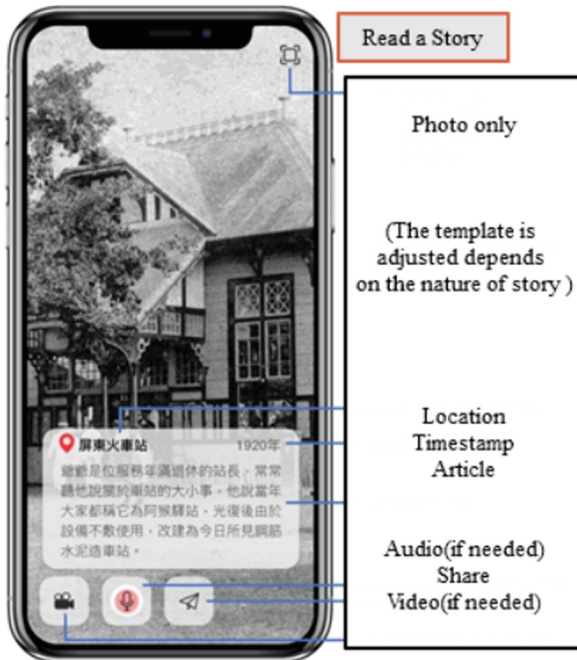 Read a Story
Photo only
(The template is
adjusted depends
on the nature of story )
屏東火車站 1920年
爺爺是位服務年滿退休的站長，常常
聽他說關於車站的大小事。他說當年
大家都稱它為阿猴驛站，光復後由於
設備不敷使用，改建為今日所見鋼筋
水泥造車站。
Location
Timestamp
Article
Audio(if needed)
Share
Video(if needed)